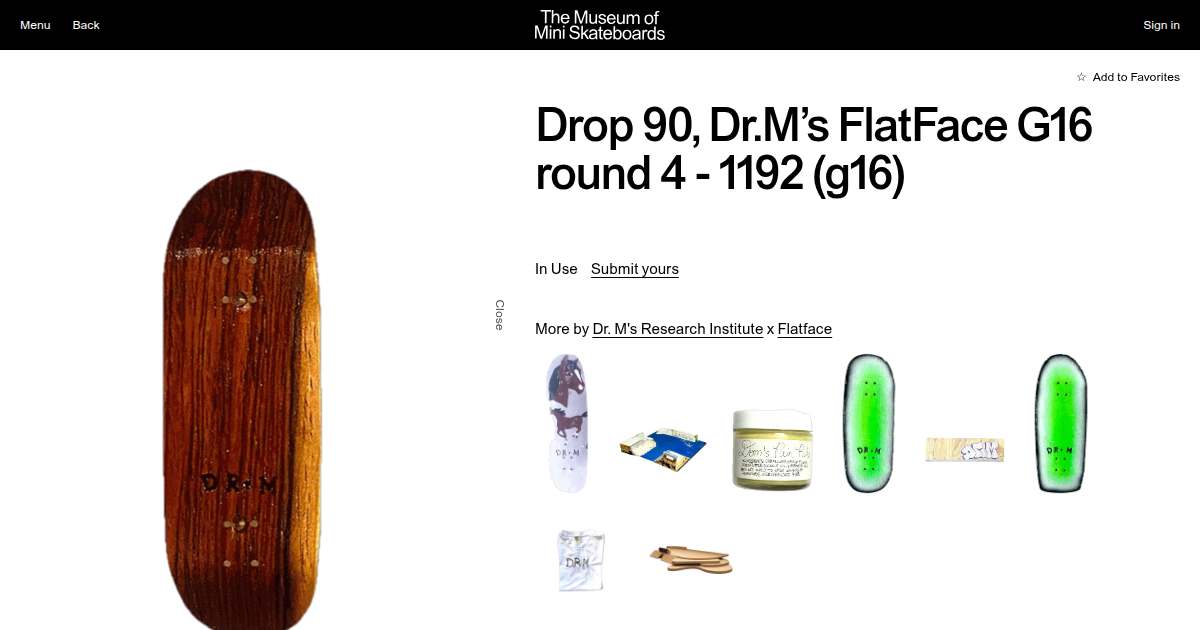 Menu
Back
The Museum of
Mini Skateboards
Sign in
☆ Add to Favorites
Drop 90, Dr.M’s FlatFace G16
round 4 - 1192 (g16)
In Use Submit yours
Close
More by Dr. M's Research Institute x Flatface
DR•M
DR•M
DR•M
DR•M
DRM